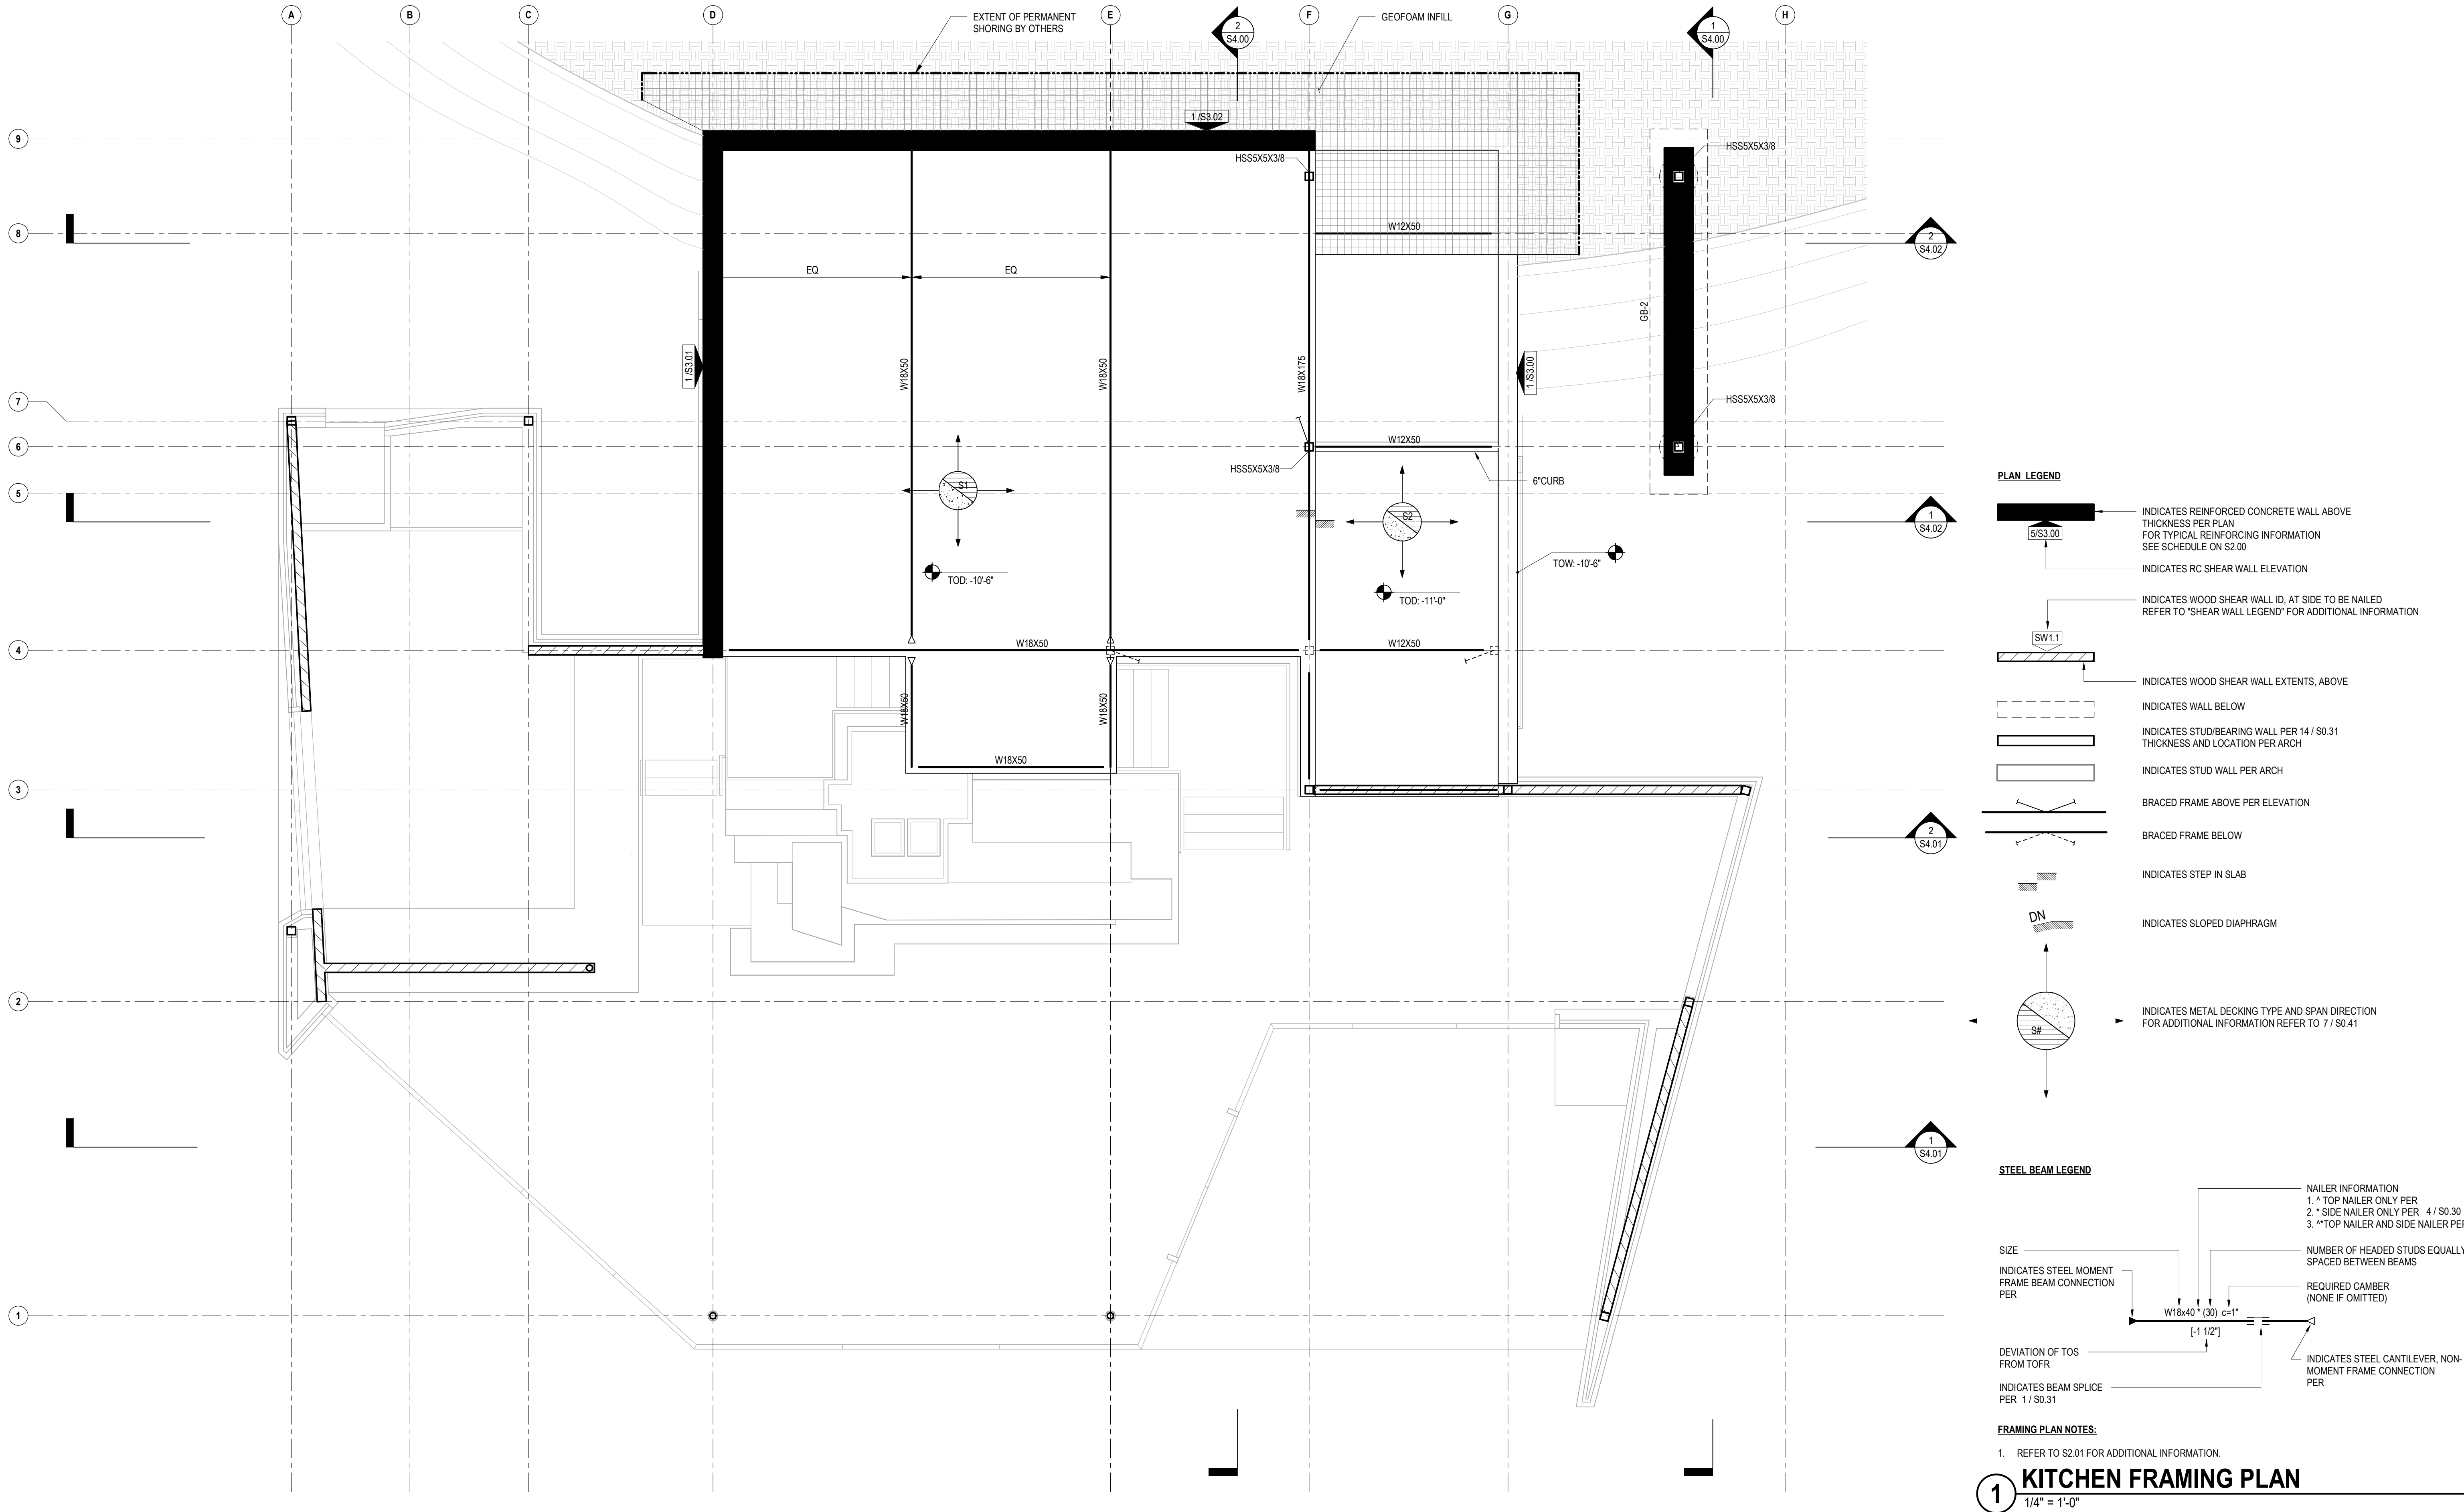 A
B
C
D
E
F
G
H
EXTENT OF PERMANENT
SHORING BY OTHERS
2
S4.00
GEOFOAM INFILL
1
S4.00
9
1 /S3.02
HSS5X5X3/8
HSS5X5X3/8
8
W12X50
2
S4.02
EQ
EQ
GB-2
1 /S3.01
W18X50
W18X50
W18X175
1 /S3.00
7
HSS5X5X3/8
6
W12X50
HSS5X5X3/8
6"CURB
5
S1
S2
1
S4.02
TOW: -10'-6"
TOD: -10'-6"
TOD: -11'-0"
4
W18X50
W12X50
W18X50
W18X50
W18X50
3
2
S4.01
2
1
S4.01
1
PLAN LEGEND
INDICATES REINFORCED CONCRETE WALL ABOVE
THICKNESS PER PLAN
FOR TYPICAL REINFORCING INFORMATION
SEE SCHEDULE ON S2.00
5/S3.00
INDICATES RC SHEAR WALL ELEVATION
INDICATES WOOD SHEAR WALL ID, AT SIDE TO BE NAILED
REFER TO "SHEAR WALL LEGEND" FOR ADDITIONAL INFORMATION
SW1.1
INDICATES WOOD SHEAR WALL EXTENTS, ABOVE
INDICATES WALL BELOW
INDICATES STUD/BEARING WALL PER 14 / S0.31
THICKNESS AND LOCATION PER ARCH
INDICATES STUD WALL PER ARCH
BRACED FRAME ABOVE PER ELEVATION
BRACED FRAME BELOW
INDICATES STEP IN SLAB
DN
INDICATES SLOPED DIAPHRAGM
INDICATES METAL DECKING TYPE AND SPAN DIRECTION
FOR ADDITIONAL INFORMATION REFER TO 7 / S0.41
S#
STEEL BEAM LEGEND
NAILER INFORMATION
1. ^ TOP NAILER ONLY PER
2. * SIDE NAILER ONLY PER 4 / S0.30
3. ^*TOP NAILER AND SIDE NAILER PER
SIZE
NUMBER OF HEADED STUDS EQUALLY
SPACED BETWEEN BEAMS
INDICATES STEEL MOMENT
FRAME BEAM CONNECTION
PER
REQUIRED CAMBER
(NONE IF OMITTED)
W18x40 * (30) c=1"
[-1 1/2"]
DEVIATION OF TOS
FROM TOFR
INDICATES STEEL CANTILEVER, NON-
MOMENT FRAME CONNECTION
PER
INDICATES BEAM SPLICE
PER 1 / S0.31
FRAMING PLAN NOTES:
1. REFER TO S2.01 FOR ADDITIONAL INFORMATION.
1
KITCHEN FRAMING PLAN
1/4" = 1'-0"